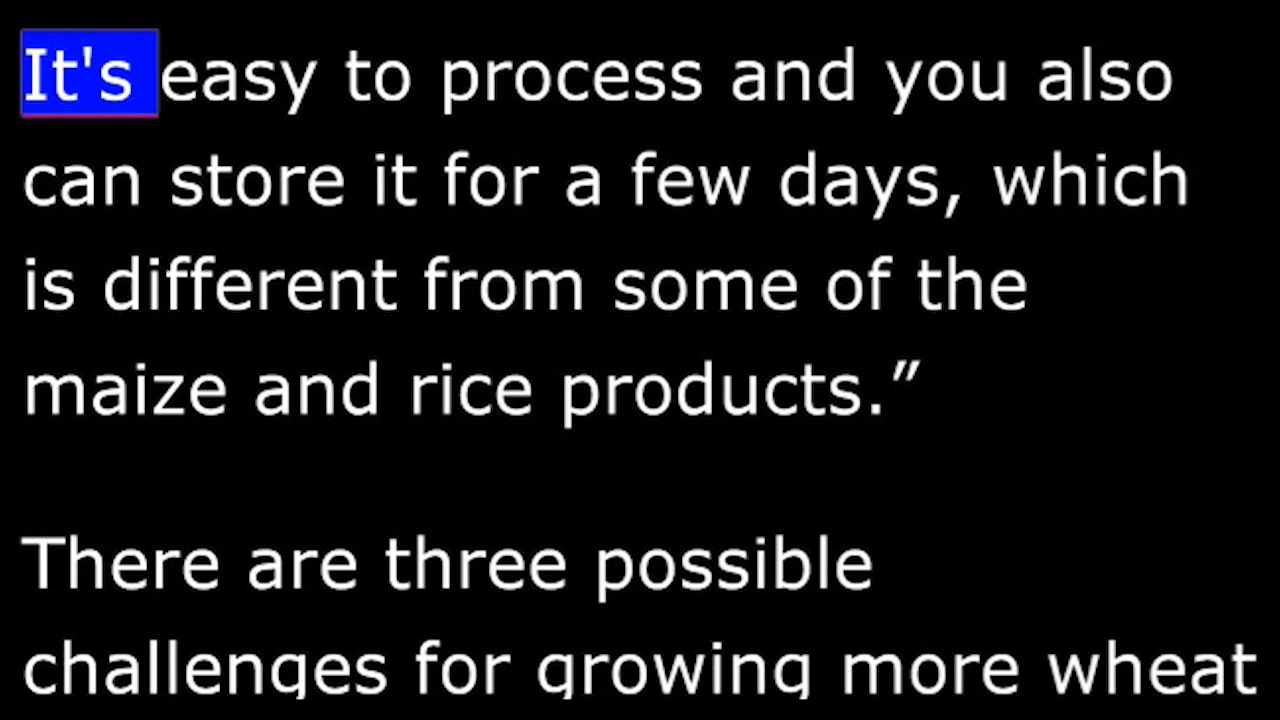 It's easy to process and you also
can store it for a few days, which
is different from some of the
maize and rice products.”
There are three possible
challenges for growing more wheat